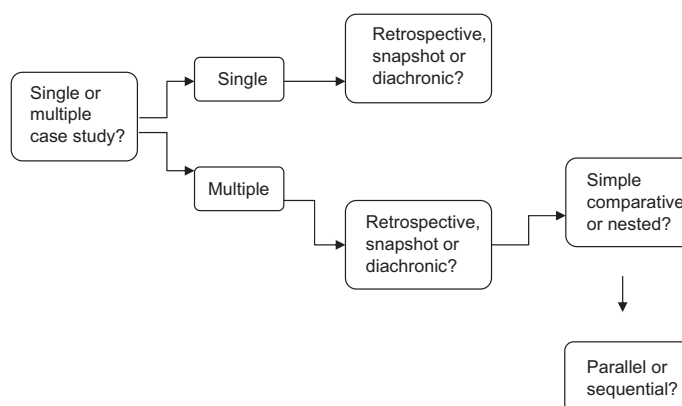 Single or
multiple
case study?
Single
Retrospective,
snapshot or
diachronic?
Multiple
Retrospective,
snapshot or
diachronic?
Simple
comparative
or nested?
Parallel or
sequential?